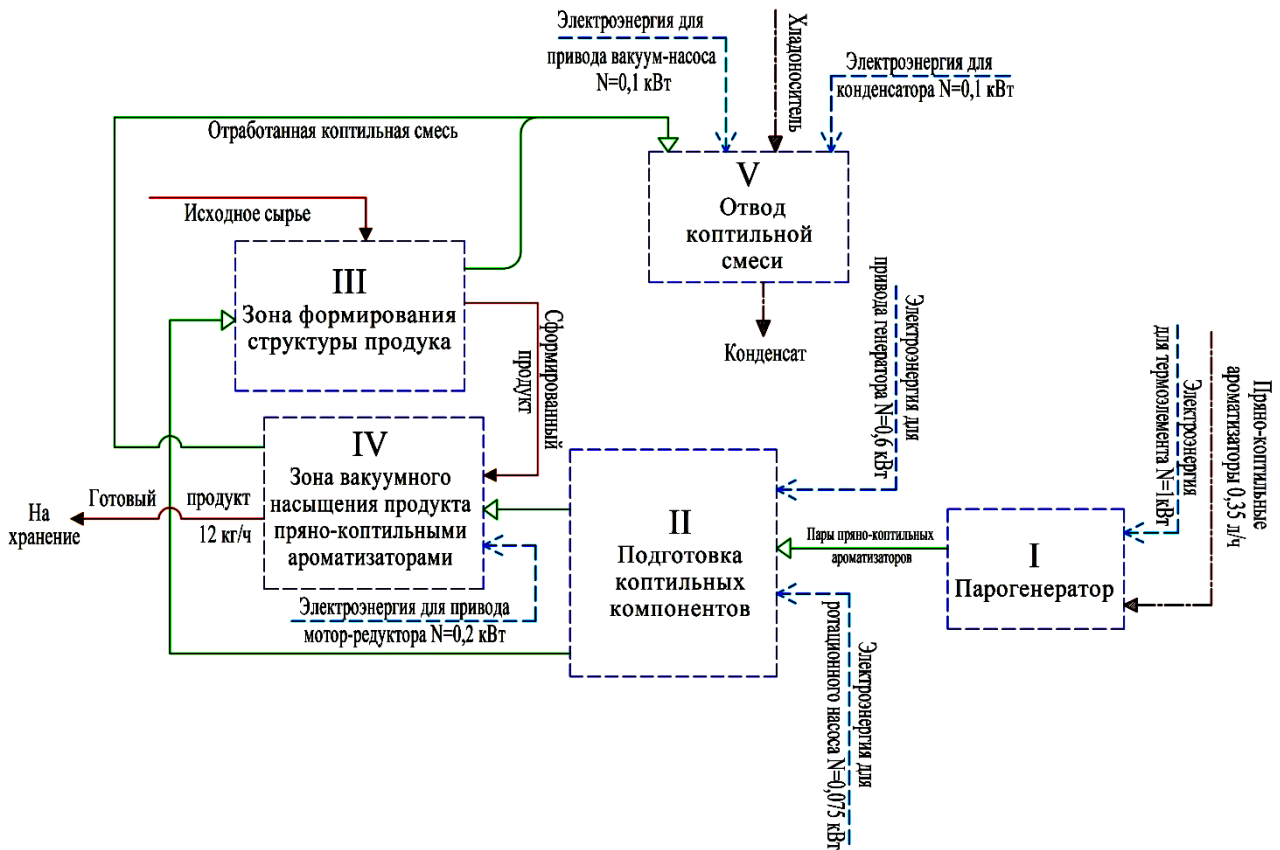 Электроэнергия для
привода вакуум-насоса
N=0,1 кВт
Хладоноситель
Электроэнергия для
конденсатора N=0,1 кВт
Отработанная коптильная смесь
V
Отвод
коптильной
смеси
Исходное сырье
III
Зона формирования
структуры продука
Сформированный
продукт
Конденсат
Электроэнергия для
привода генератора N=0,6 кВт
Электроэнергия
для термоэлемента N=1кВт
Пряно-коптильные
ароматизаторы 0,35 л/ч
IV
Зона вакуумного
насыщения продукта
пряно-коптильными
ароматизаторами
Готовый продукт
12 кг/ч
На
хранение
II
Подготовка
коптильных
компонентов
Пары пряно-коптильных
ароматизаторов
I
Парогенератор
Электроэнергия для привода
мотор-редуктора N=0,2 кВт
Электроэнергия для
ротационного насоса N=0,075 кВт